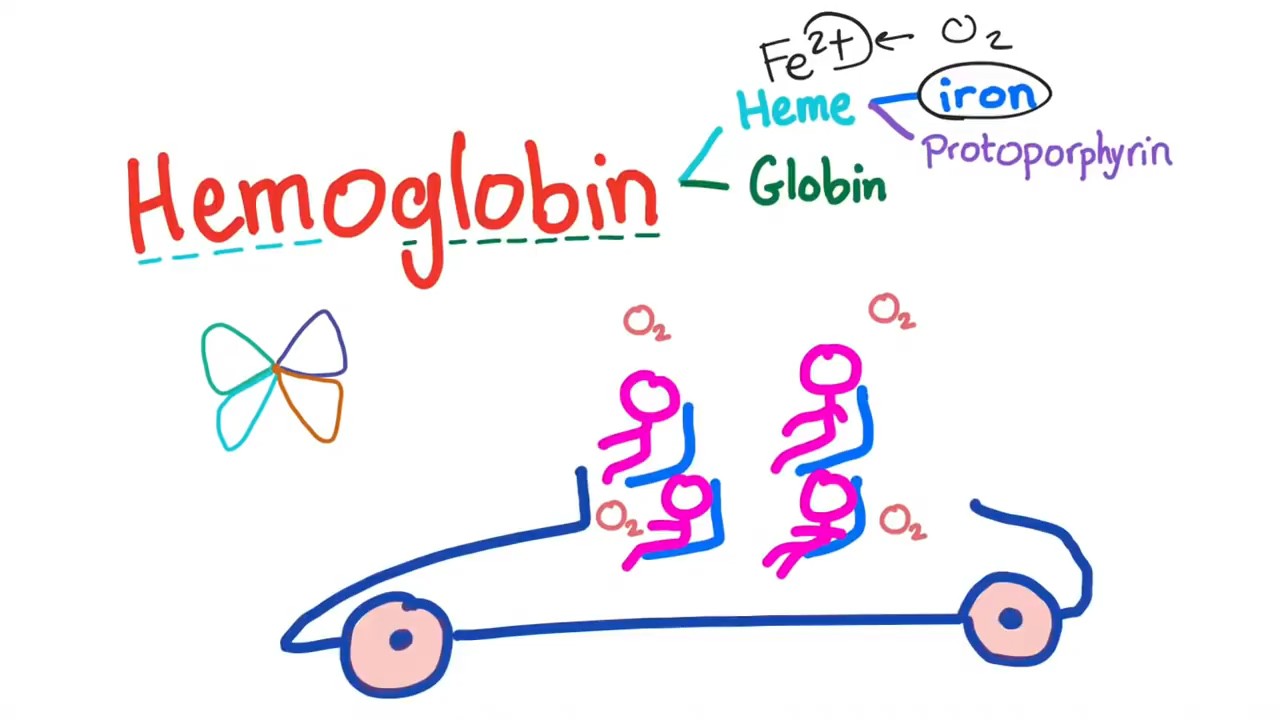 Fe2+ ← O2
Heme
iron
Protoporphyrin
Hemoglobin
Globin
O2
O2
O2
O2